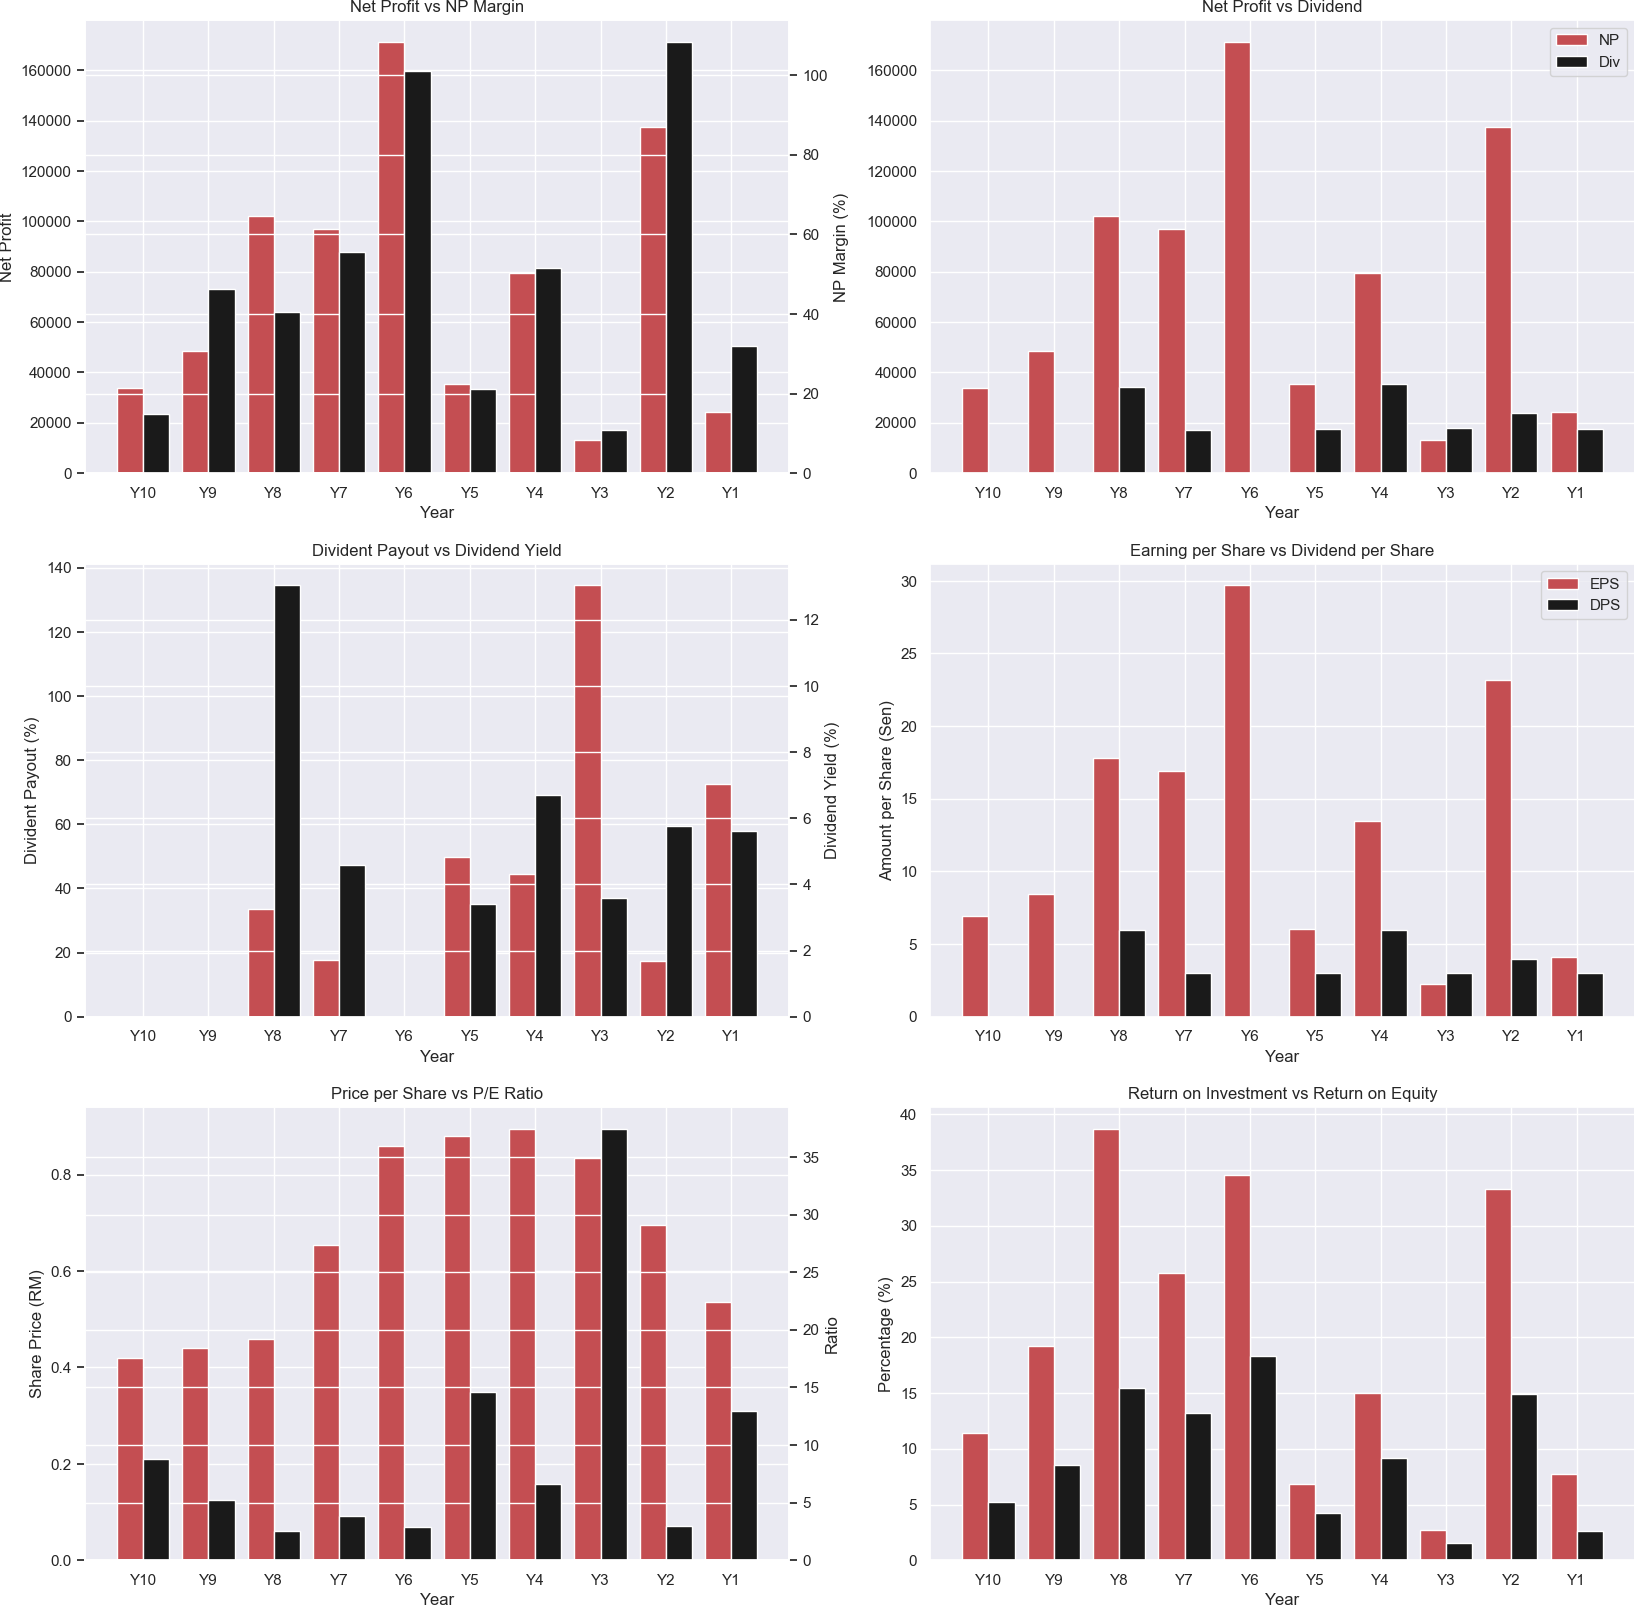 Net Profit vs NP Margin
160000
140000
120000
100000
80000
60000
40000
20000
0
Net Profit
100
80
60
40
20
0
NP Margin (%)
Y10 Y9 Y8 Y7 Y6 Y5 Y4 Y3 Y2 Y1
Year
Net Profit vs Dividend
NP
Div
160000
140000
120000
100000
80000
60000
40000
20000
0
Y10 Y9 Y8 Y7 Y6 Y5 Y4 Y3 Y2 Y1
Year
Divident Payout vs Dividend Yield
140
120
100
80
60
40
20
0
Divident Payout (%)
12
10
8
6
4
2
0
Dividend Yield (%)
Y10 Y9 Y8 Y7 Y6 Y5 Y4 Y3 Y2 Y1
Year
Earning per Share vs Dividend per Share
EPS
DPS
30
25
20
15
10
5
0
Amount per Share (Sen)
Y10 Y9 Y8 Y7 Y6 Y5 Y4 Y3 Y2 Y1
Year
Price per Share vs P/E Ratio
0.8
0.6
0.4
0.2
0.0
Share Price (RM)
35
30
25
20
15
10
5
0
Ratio
Y10 Y9 Y8 Y7 Y6 Y5 Y4 Y3 Y2 Y1
Year
Return on Investment vs Return on Equity
40
35
30
25
20
15
10
5
0
Percentage (%)
Y10 Y9 Y8 Y7 Y6 Y5 Y4 Y3 Y2 Y1
Year